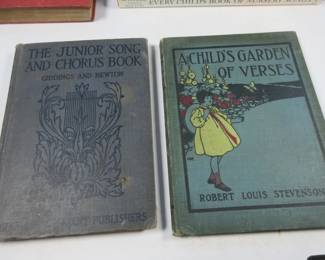 EVERY CHILD'S BOOK OF NURSERY SONGS
THE JUNIOR SONG
AND CHORUS BOOK
GIDDINGS AND NEWTON
PUBLISHERS
A CHILD'S GARDEN
OF VERSES
ROBERT LOUIS STEVENSON